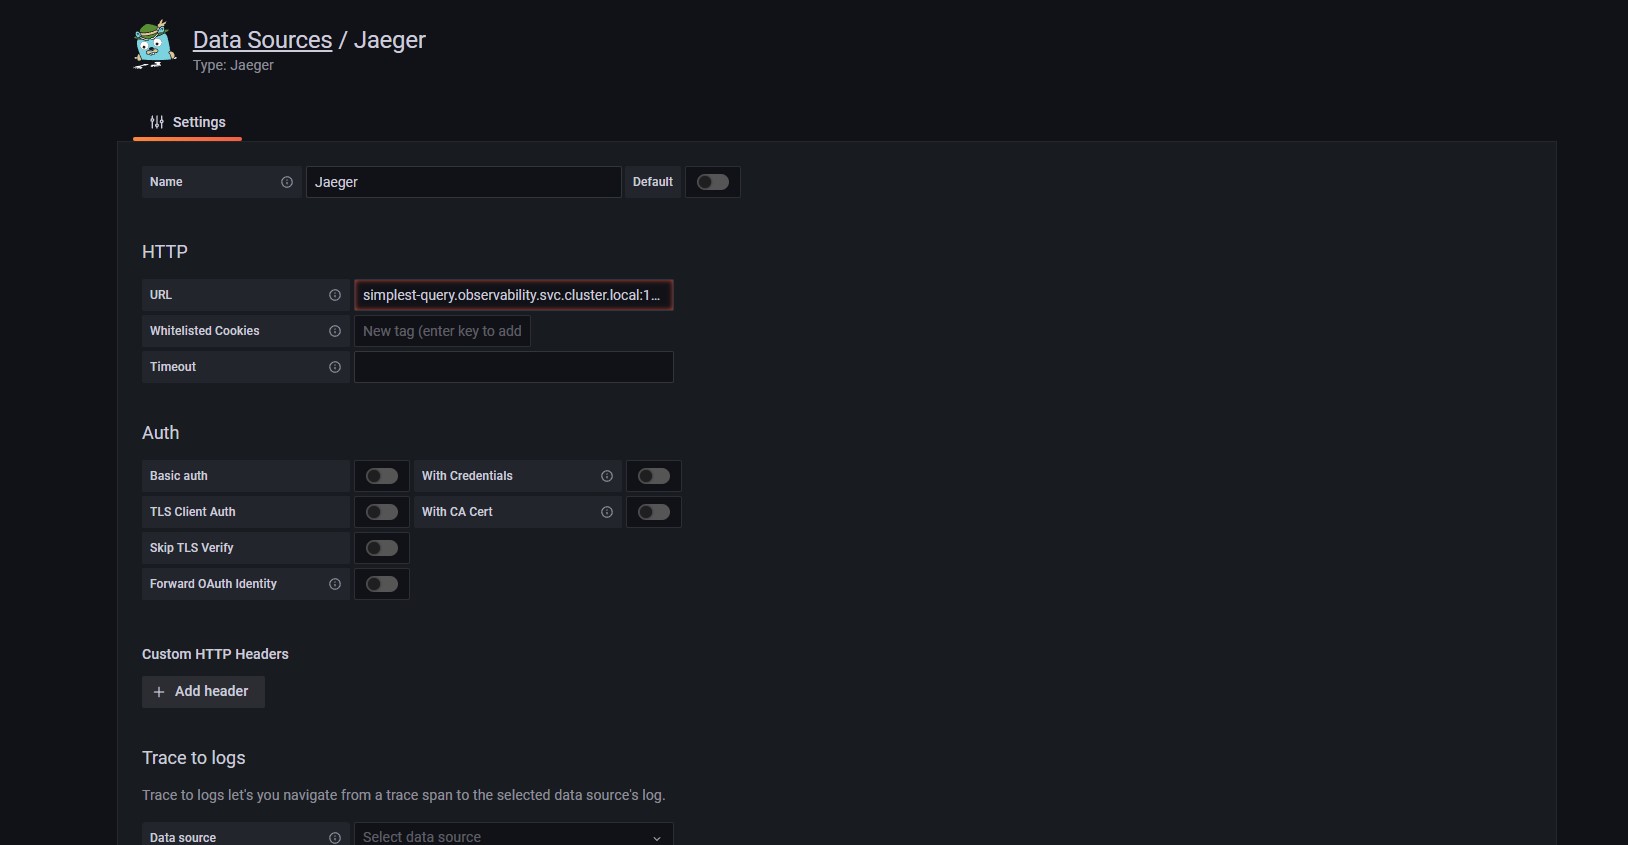 Data Sources / Jaeger
Type: Jaeger
Settings
Name Jaeger Default
HTTP
URL simplest-query.observability.svc.cluster.local:1...
Whitelisted Cookies New tag (enter key to add
Timeout
Auth
Basic auth With Credentials
TLS Client Auth With CA Cert
Skip TLS Verify
Forward OAuth Identity
Custom HTTP Headers
+ Add header
Trace to logs
Trace to logs let's you navigate from a trace span to the selected data source's log.
Data source Select data source